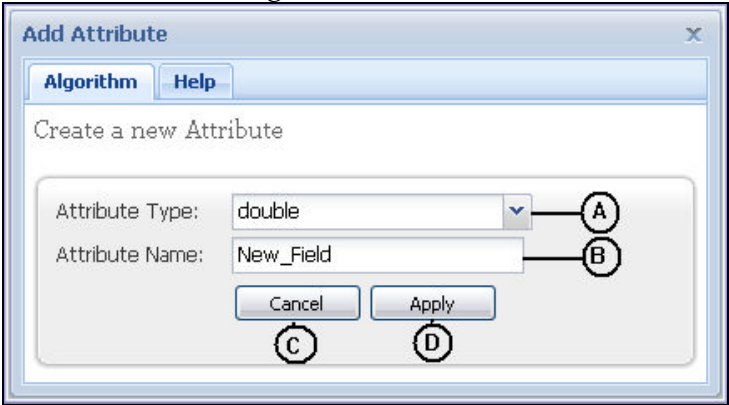 Add Attribute x
Algorithm Help
Create a new Attribute
Attribute Type: double A
Attribute Name: New_Field B
Cancel Apply
C D